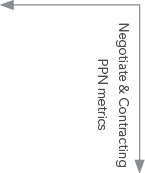 Negotiate & Contracting
PPN metrics